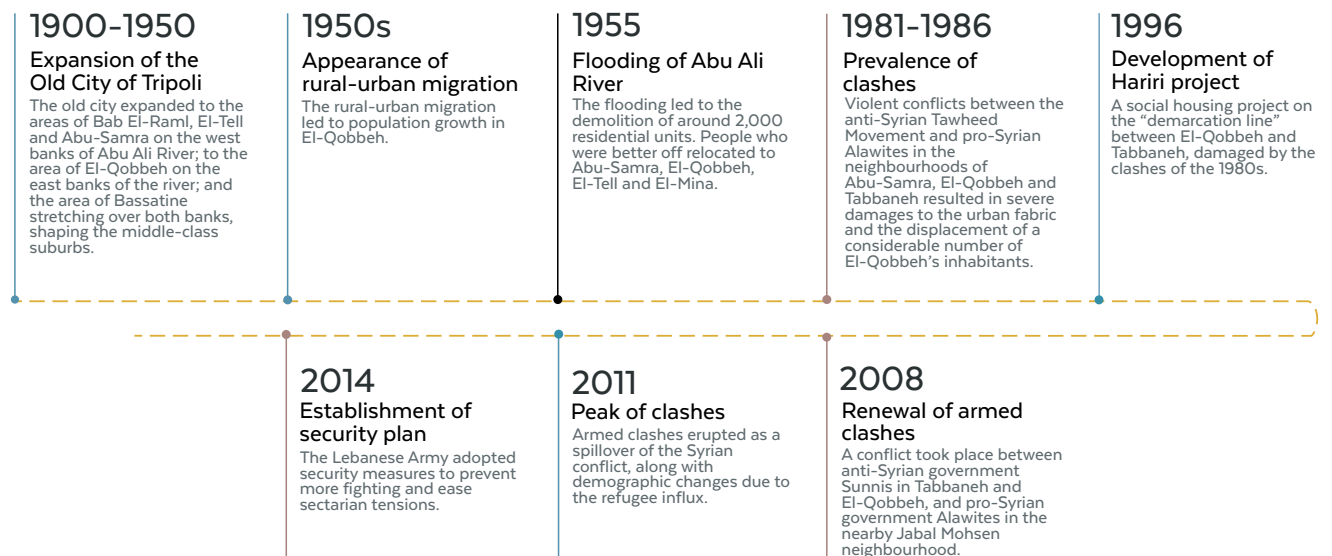 1900-1950
Expansion of the
Old City of Tripoli
The old city expanded to the
areas of Bab El-Raml, El-Tell
and Abu-Samra on the west
banks of Abu Ali River; to the
area of El-Qobbeh on the
east banks of the river; and
the area of Bassatine
stretching over both banks,
shaping the middle-class
suburbs.
1950s
Appearance of
rural-urban migration
The rural-urban migration
led to population growth in
El-Qobbeh.
1955
Flooding of Abu Ali
River
The flooding led to the
demolition of around 2,000
residential units. People who
were better off relocated to
Abu-Samra, El-Qobbeh,
El-Tell and El-Mina.
1981-1986
Prevalence of
clashes
Violent conflicts between the
anti-Syrian Tawheed
Movement and pro-Syrian
Alawites in the
neighbourhoods of
Abu-Samra, El-Qobbeh and
Tabbaneh resulted in severe
damages to the urban fabric
and the displacement of a
considerable number of
El-Qobbeh's inhabitants.
1996
Development of
Hariri project
A social housing project on
the “demarcation line”
between El-Qobbeh and
Tabbaneh, damaged by the
clashes of the 1980s.
2014
Establishment of
security plan
The Lebanese Army adopted
security measures to prevent
more fighting and ease
sectarian tensions.
2011
Peak of clashes
Armed clashes erupted as a
spillover of the Syrian
conflict, along with
demographic changes due to
the refugee influx.
2008
Renewal of armed
clashes
A conflict took place between
anti-Syrian government
Sunnis in Tabbaneh and
El-Qobbeh, and pro-Syrian
government Alawites in the
nearby Jabal Mohsen
neighbourhood.